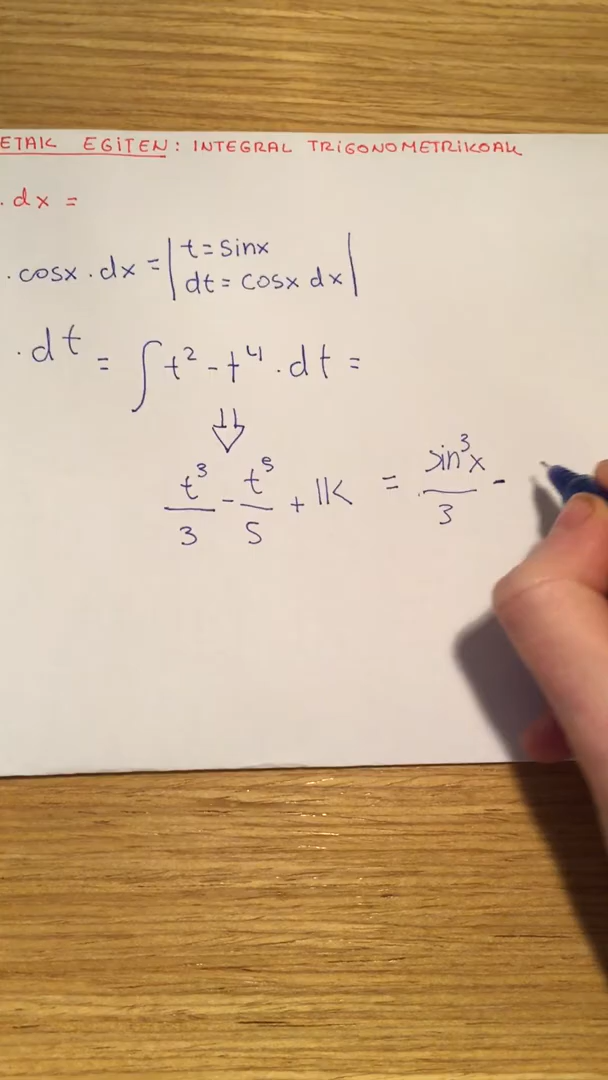 ETAK EGITEN: INTEGRAL TRIGONOMETRIKOAK
.dx =
.cosx.dx = | t = sinx
dt = cosx dx |
.dt = ∫ t² - t⁴ . dt =
⇓
t³/3 - t⁵/5 + K = sin³x/3 -